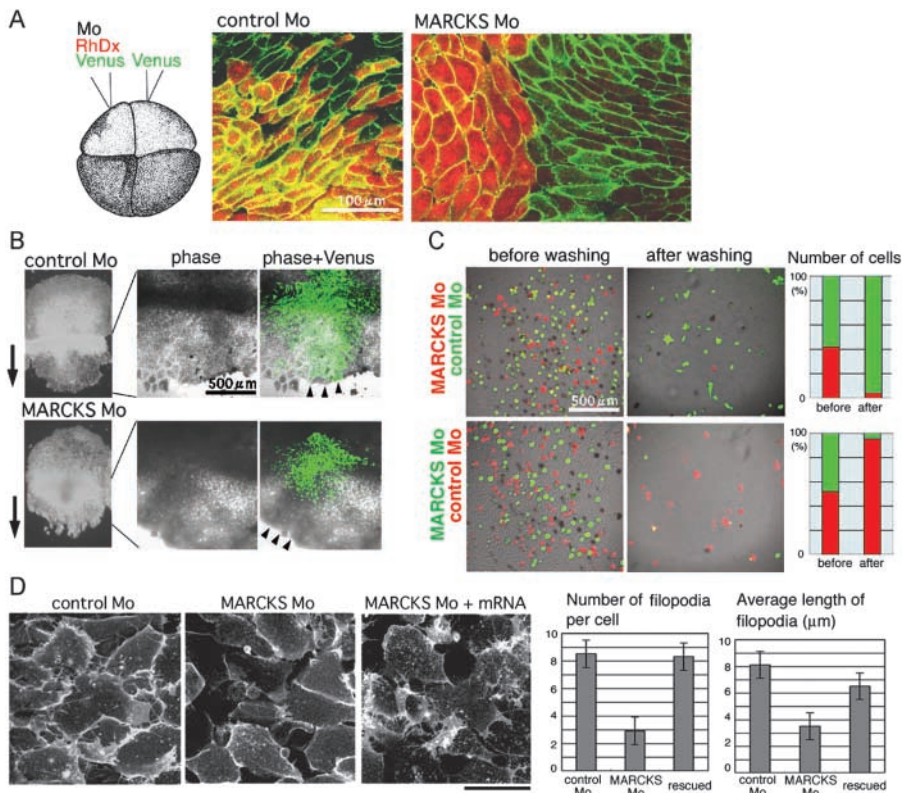 A
Mo
RhDx
Venus Venus
control Mo
MARCKS Mo
100μm
B
control Mo
phase
phase+Venus
500μm
MARCKS Mo
C
before washing
after washing
Number of cells
MARCKS Mo
control Mo
500μm
100
(%)
0
before after
MARCKS Mo
control Mo
100
(%)
0
before after
D
control Mo
MARCKS Mo
MARCKS Mo + mRNA
Number of filopodia
per cell
10
8
6
4
2
0
control
Mo
MARCKS
Mo
rescued
Average length of
filopodia (μm)
10
8
6
4
2
0
control
Mo
MARCKS
Mo
rescued